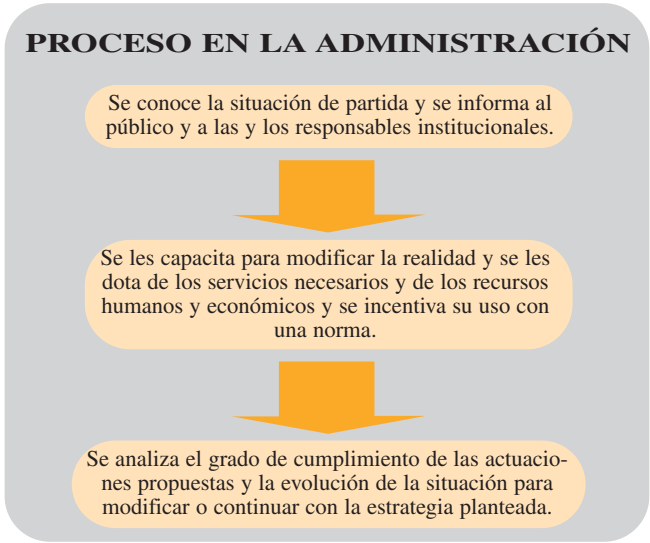 PROCESO EN LA ADMINISTRACIÓN
Se conoce la situación de partida y se informa al
público y a las y los responsables institucionales.
Se les capacita para modificar la realidad y se les
dota de los servicios necesarios y de los recursos
humanos y económicos y se incentiva su uso con
una norma.
Se analiza el grado de cumplimiento de las actuacio-
nes propuestas y la evolución de la situación para
modificar o continuar con la estrategia planteada.